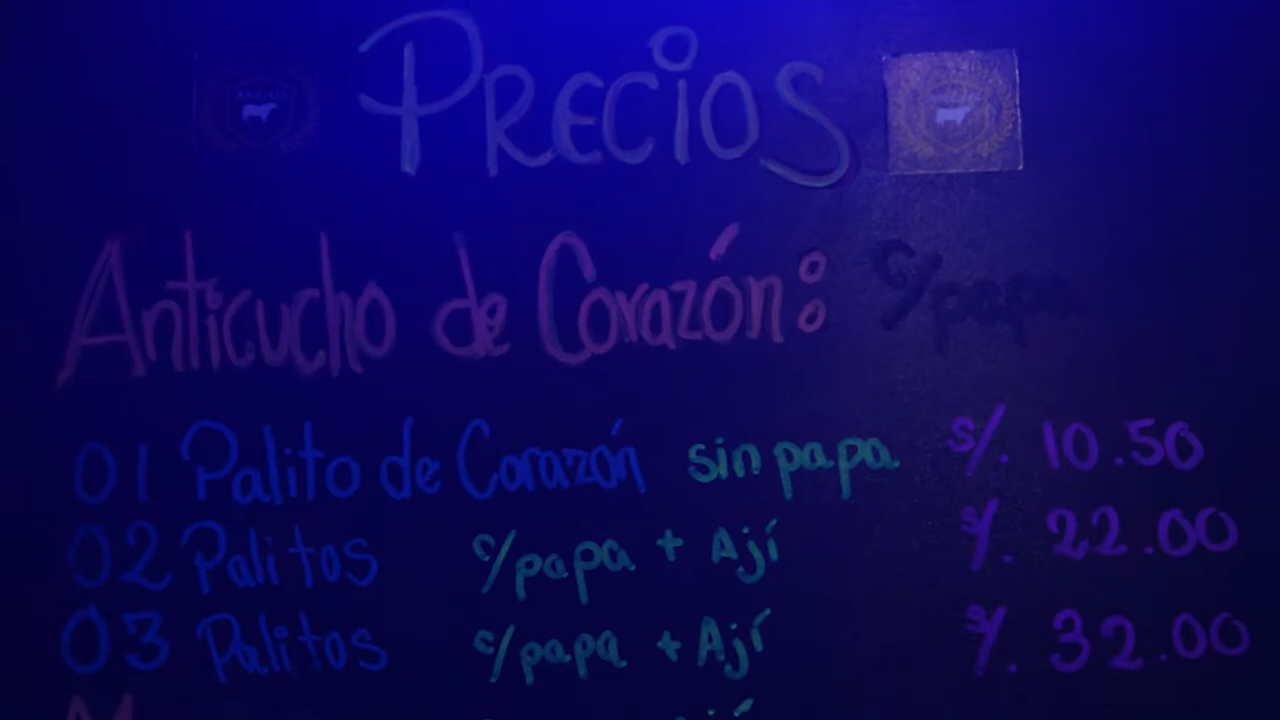 PRECIOS
Anticucho de Corazón: c/papa
01 Palito de Corazón sin papa S/. 10.50
02 Palitos c/papa + Ají S/. 22.00
03 Palitos c/papa + Ají S/. 32.00